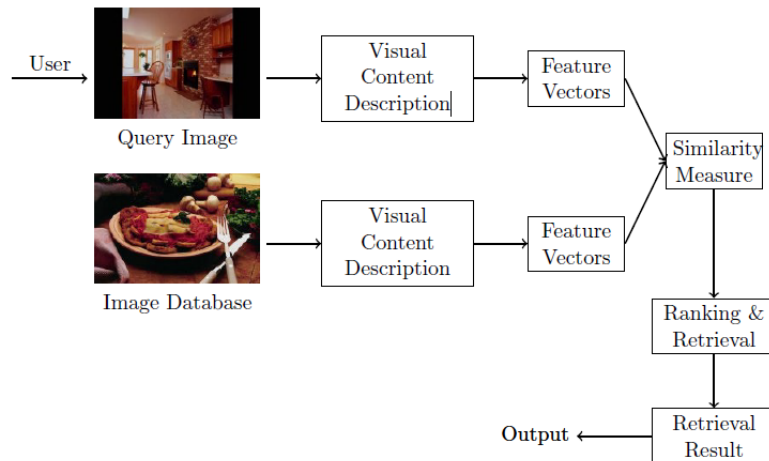 User
Query Image
Visual
Content
Description
Feature
Vectors
Similarity
Measure
Image Database
Visual
Content
Description
Feature
Vectors
Ranking &
Retrieval
Retrieval
Result
Output